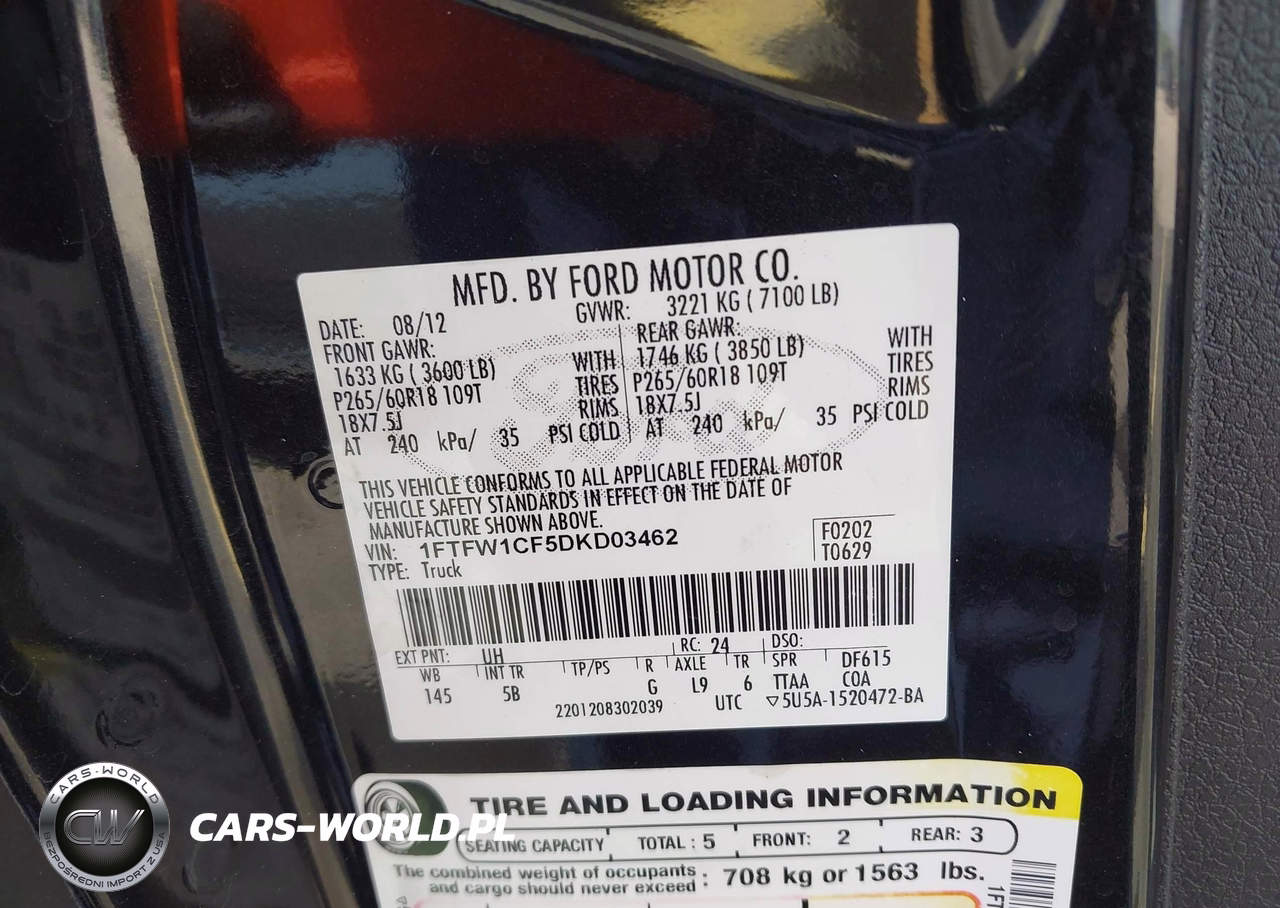 MFD. BY FORD MOTOR CO.
DATE: 08/12 GVWR: 3221 KG ( 7100 LB)
FRONT GAWR: REAR GAWR:
1633 KG ( 3600 LB) WITH 1746 KG ( 3850 LB) WITH
P265/60R18 109T TIRES P265/60R18 109T TIRES
18X7.5J RIMS 18X7.5J RIMS
AT 240 kPa/ 35 PSI COLD AT 240 kPa/ 35 PSI COLD
THIS VEHICLE CONFORMS TO ALL APPLICABLE FEDERAL MOTOR
VEHICLE SAFETY STANDARDS IN EFFECT ON THE DATE OF
MANUFACTURE SHOWN ABOVE.
VIN: 1FTFW1CF5DKD03462 F0202
TYPE: Truck T0629
EXT PNT: UH RC: 24 DSO:
WB INT TR TP/PS R AXLE TR SPR DF615
145 5B G L9 6 TTAA COA
2201208302039 UTC ▽5U5A-1520472-BA
TIRE AND LOADING INFORMATION
SEATING CAPACITY TOTAL : 5 FRONT: 2 REAR: 3
The combined weight of occupants
and cargo should never exceed : 708 kg or 1563 lbs.
1FT
CARS-WORLD
CW
BEZPOŚREDNI IMPORT Z USA
CARS-WORLD.PL